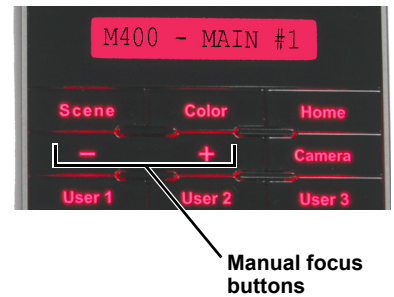 M400 - MAIN #1
Scene Color Home
- + Camera
User 1 User 2 User 3
Manual focus
buttons